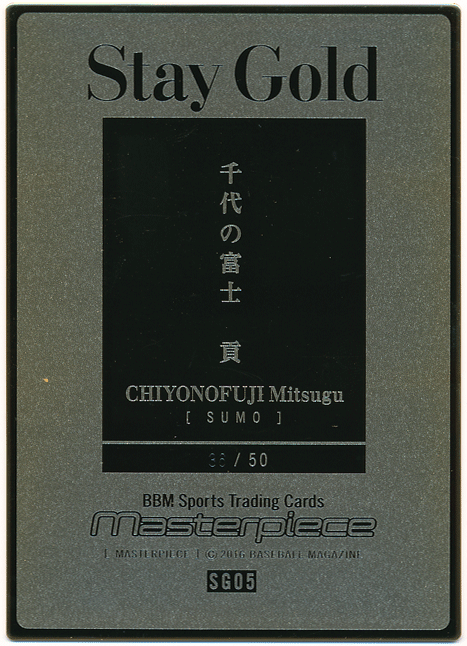 Stay Gold
千代の富士 貢
CHIYONOFUJI Mitsugu
[ SUMO ]
/ 50
BBM Sports Trading Cards
Masterpiece
[ MASTERPIECE ] (C) 2016 BASEBALL MAGAZINE
SG05